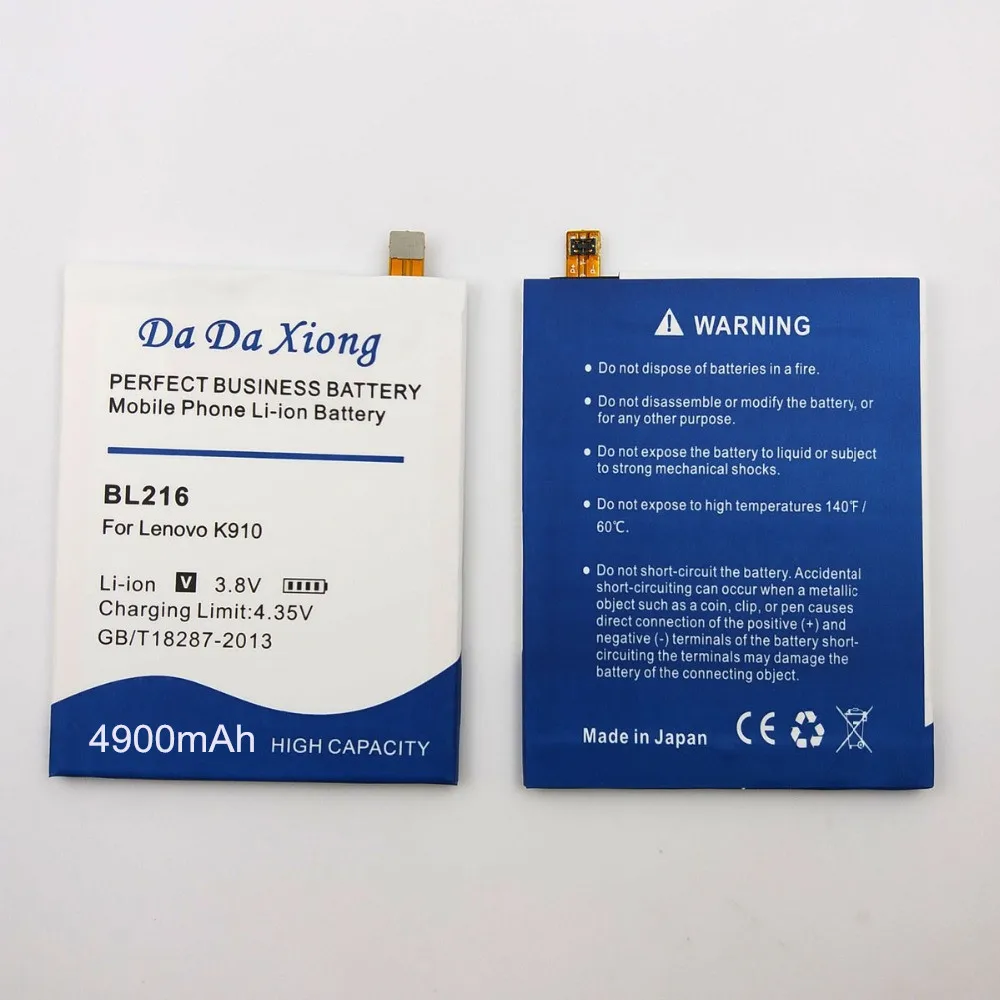 Da Da Xiong
PERFECT BUSINESS BATTERY
Mobile Phone Li-ion Battery
BL216
For Lenovo K910
Li-ion V 3.8V
Charging Limit:4.35V
GB/T18287-2013
4900mAh HIGH CAPACITY
P+ P-
WARNING
• Do not dispose of batteries in a fire.
• Do not disassemble or modify the battery, or
for any other purpose.
• Do not expose the battery to liquid or subject
to strong mechanical shocks.
• Do not expose to high temperatures 140℉ /
60℃.
• Do not short-circuit the battery. Accidental
short-circuiting can occur when a metallic
object such as a coin, clip, or pen causes
direct connection of the positive (+) and
negative (-) terminals of the battery short-
circuiting the terminals may damage the
battery of the connecting object.
Made in Japan CE